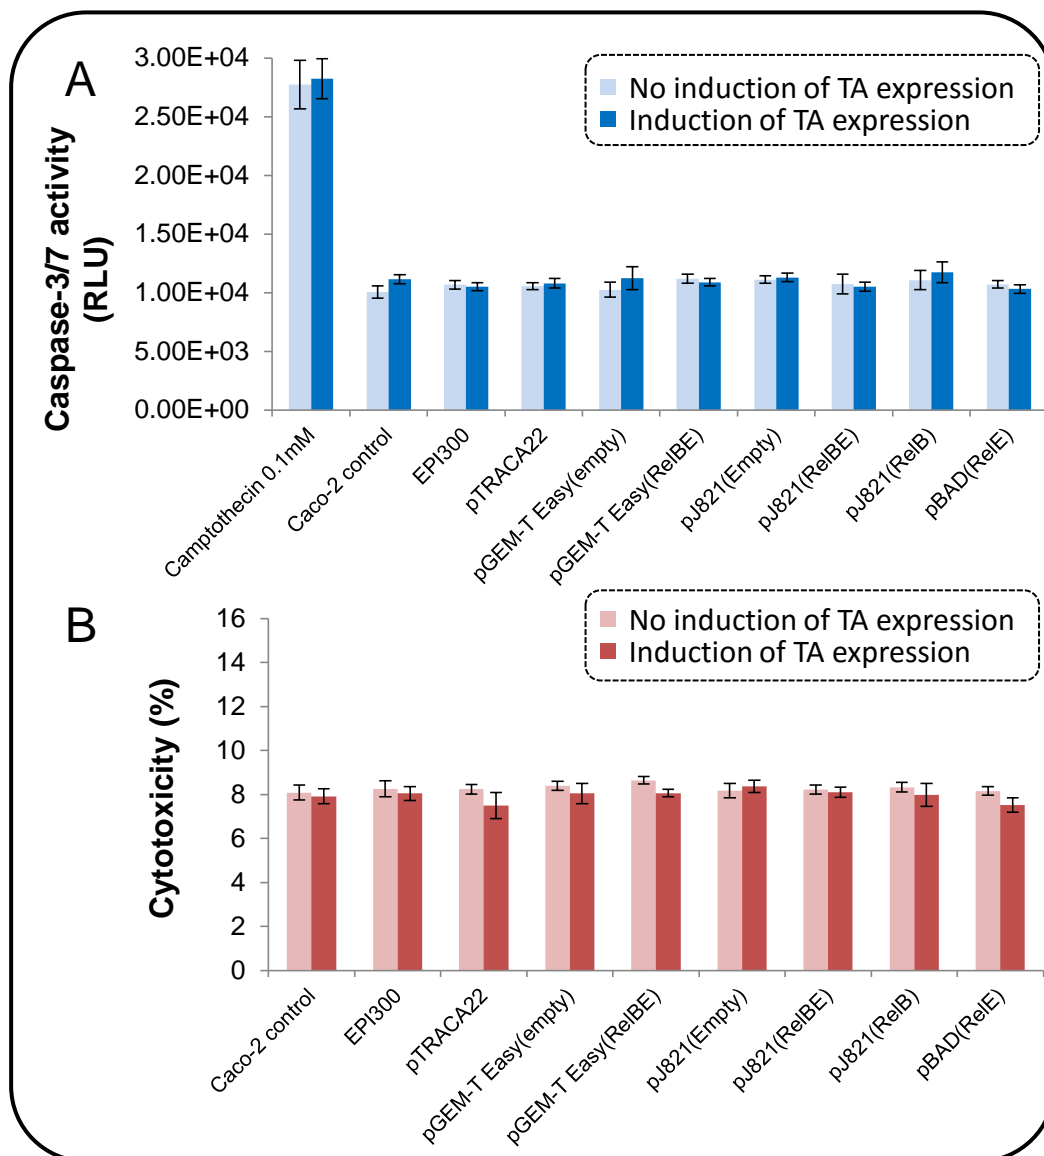 A
3.00E+04
2.50E+04
2.00E+04
1.50E+04
1.00E+04
5.00E+03
0.00E+00
Caspase-3/7 activity
(RLU)
No induction of TA expression
Induction of TA expression
Camptothecin 0.1mM
Caco-2 control
EPI300
pTRACA22
pGEM-T Easy(empty)
pGEM-T Easy(RelBE)
pJ821(Empty)
pJ821(RelBE)
pJ821(RelB)
pBAD(RelE)
B
16
14
12
10
8
6
4
2
0
Cytotoxicity (%)
No induction of TA expression
Induction of TA expression
Caco-2 control
EPI300
pTRACA22
pGEM-T Easy(empty)
pGEM-T Easy(RelBE)
pJ821(Empty)
pJ821(RelBE)
pJ821(RelB)
pBAD(RelE)